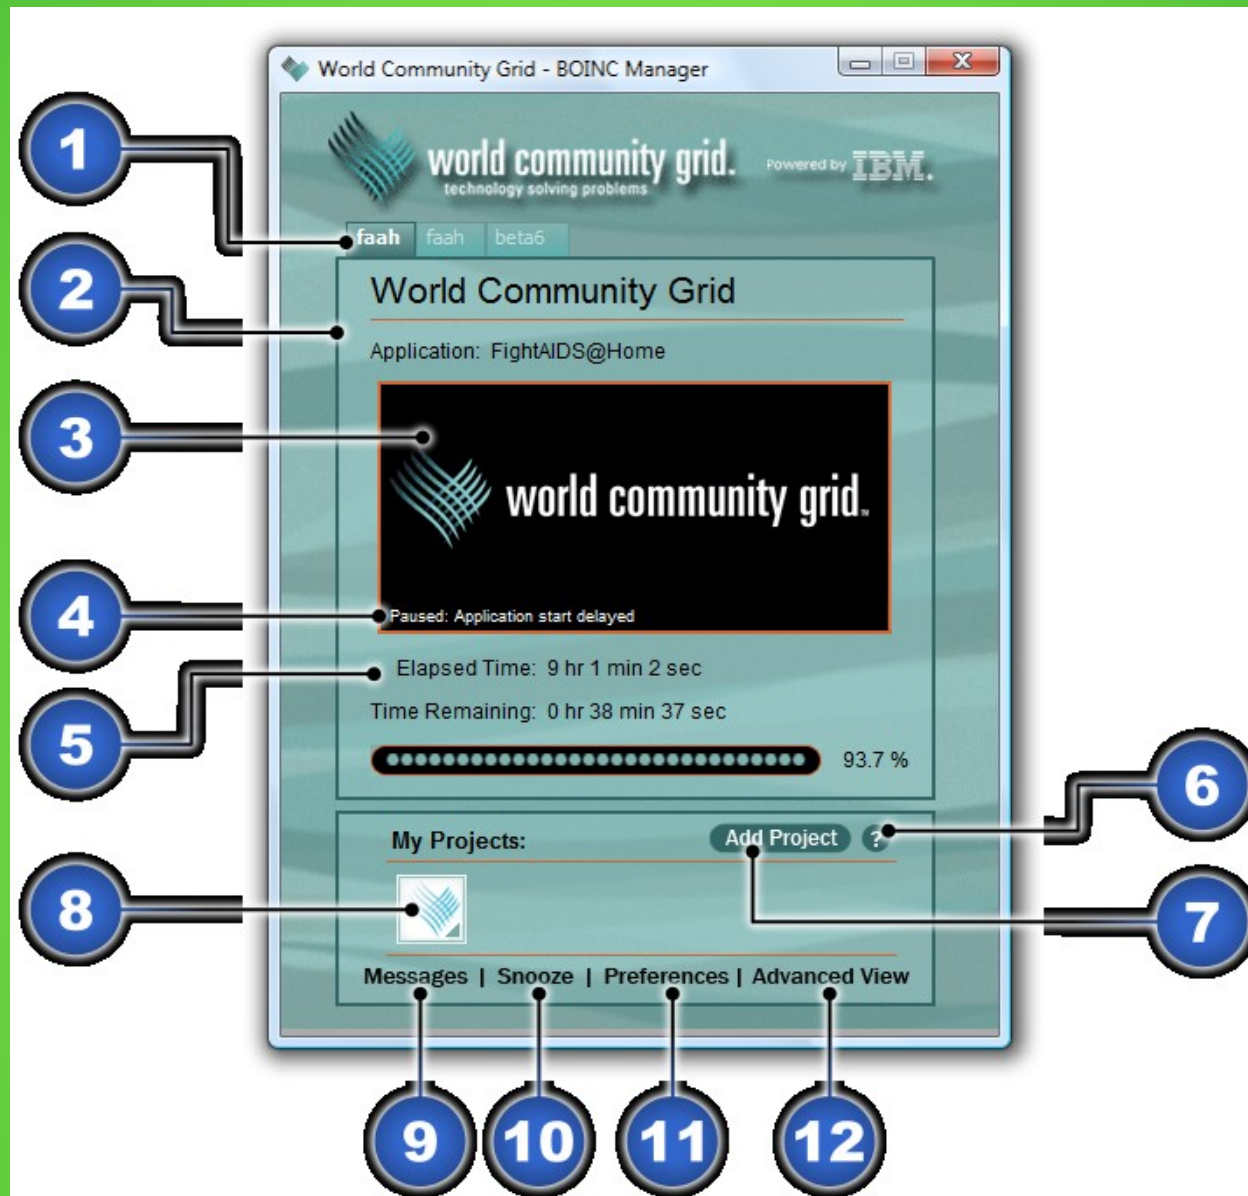 World Community Grid - BOINC Manager
world community grid.
technology solving problems
Powered by IBM.
1
faah faah beta6
2
World Community Grid
Application: FightAIDS@Home
3
world community grid.™
4
Paused: Application start delayed
Elapsed Time: 9 hr 1 min 2 sec
5
Time Remaining: 0 hr 38 min 37 sec
93.7 %
6
My Projects: Add Project ?
8
7
Messages | Snooze | Preferences | Advanced View
9 10 11 12